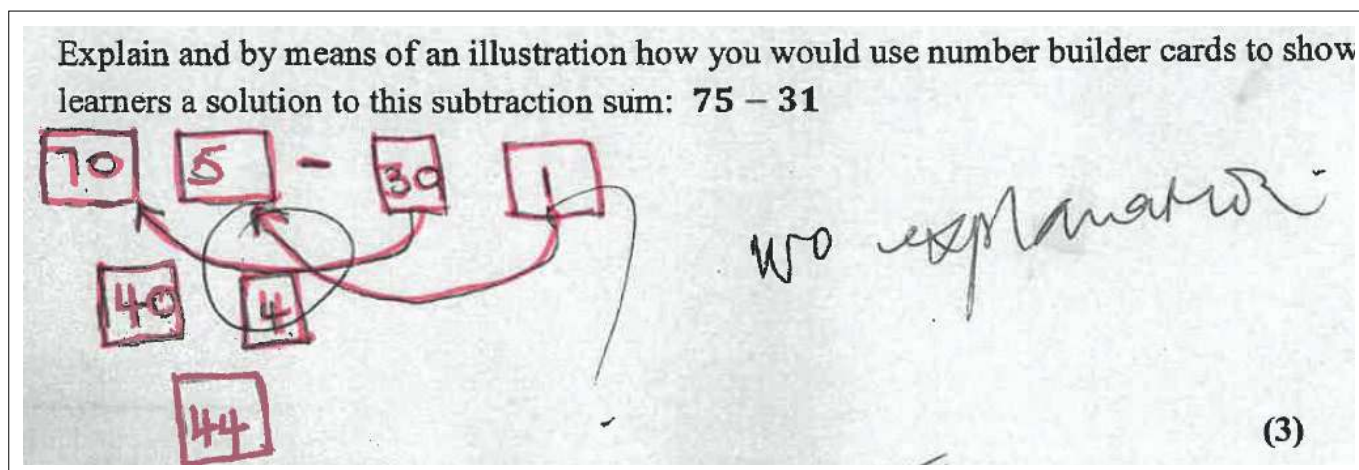 Explain and by means of an illustration how you would use number builder cards to show
learners a solution to this subtraction sum: 75 – 31
70 5 - 30 1
no explanation
40 4
44
(3)